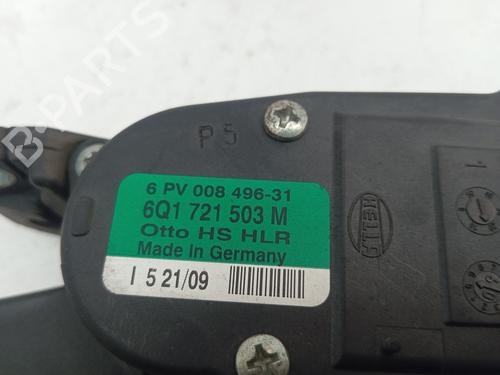 B-PARTS
P5
6 PV 008 496-31
6Q1 721 503 M
Otto HS HLR
Made in Germany
I 5 21/09
HELLA